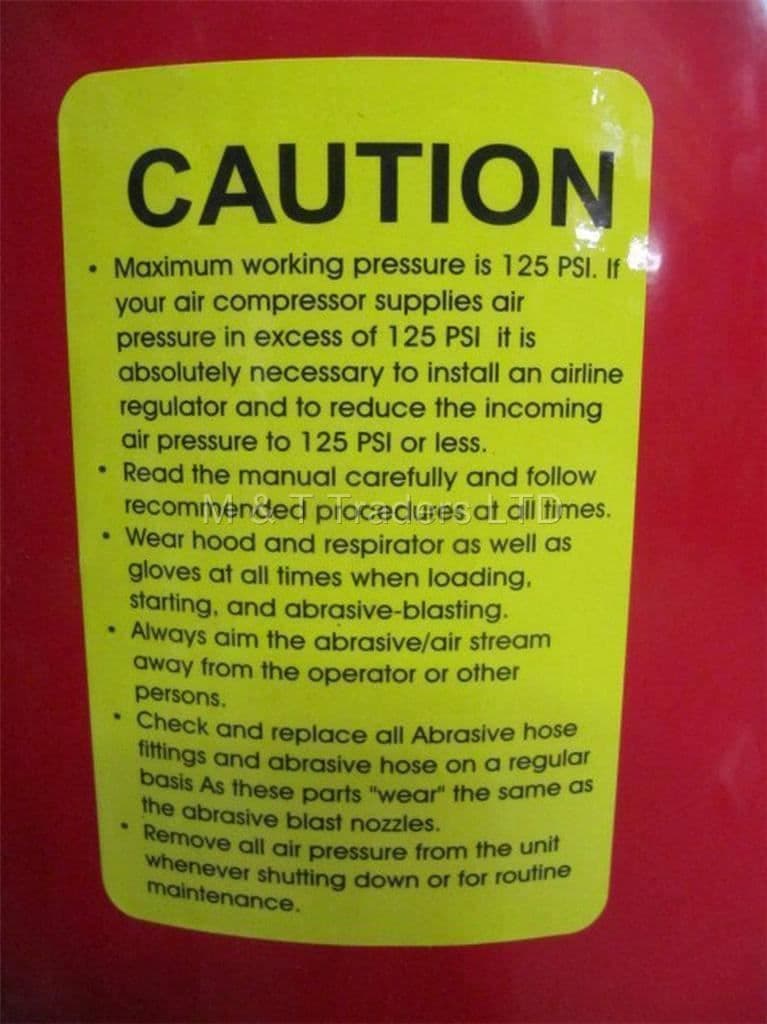 CAUTION
• Maximum working pressure is 125 PSI. If
your air compressor supplies air
pressure in excess of 125 PSI it is
absolutely necessary to install an airline
regulator and to reduce the incoming
air pressure to 125 PSI or less.
• Read the manual carefully and follow
recommended procedures at all times.
M & T Traders LTD
• Wear hood and respirator as well as
gloves at all times when loading,
starting, and abrasive-blasting.
• Always aim the abrasive/air stream
away from the operator or other
persons.
• Check and replace all Abrasive hose
fittings and abrasive hose on a regular
basis As these parts "wear" the same as
the abrasive blast nozzles.
• Remove all air pressure from the unit
whenever shutting down or for routine
maintenance.